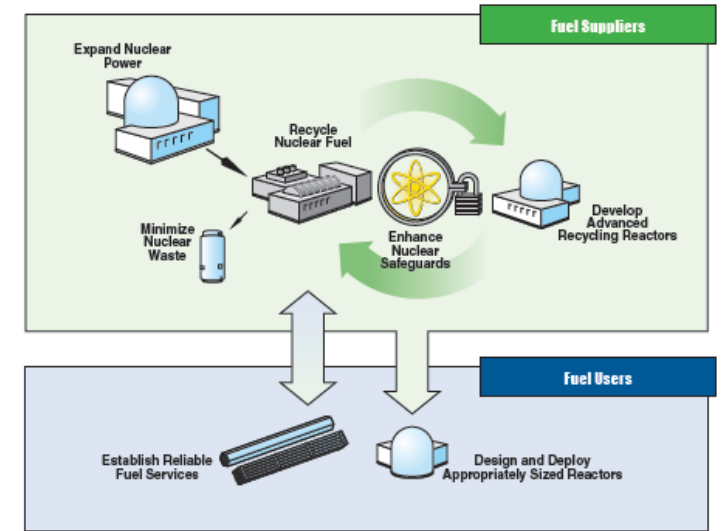 Fuel Suppliers
Expand Nuclear
Power
Recycle
Nuclear Fuel
Minimize
Nuclear
Waste
Enhance
Nuclear
Safeguards
Develop
Advanced
Recycling Reactors
Fuel Users
Establish Reliable
Fuel Services
Design and Deploy
Appropriately Sized Reactors